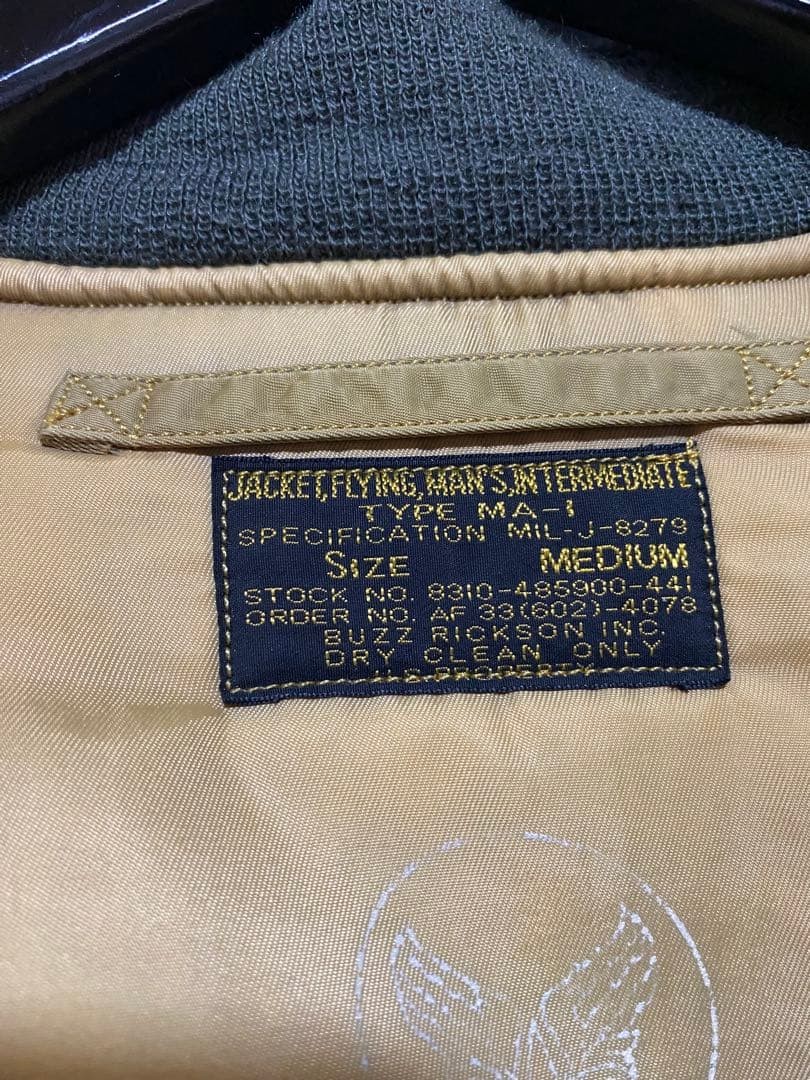 JACKET, FLYING, MAN'S, INTERMEDIATE
TYPE MA-1
SPECIFICATION MIL-J-8279
SIZE MEDIUM
STOCK NO. 8310-485900-441
ORDER NO. AF 33(602)-4078
BUZZ RICKSON INC.
DRY CLEAN ONLY
U.S. PROPERTY